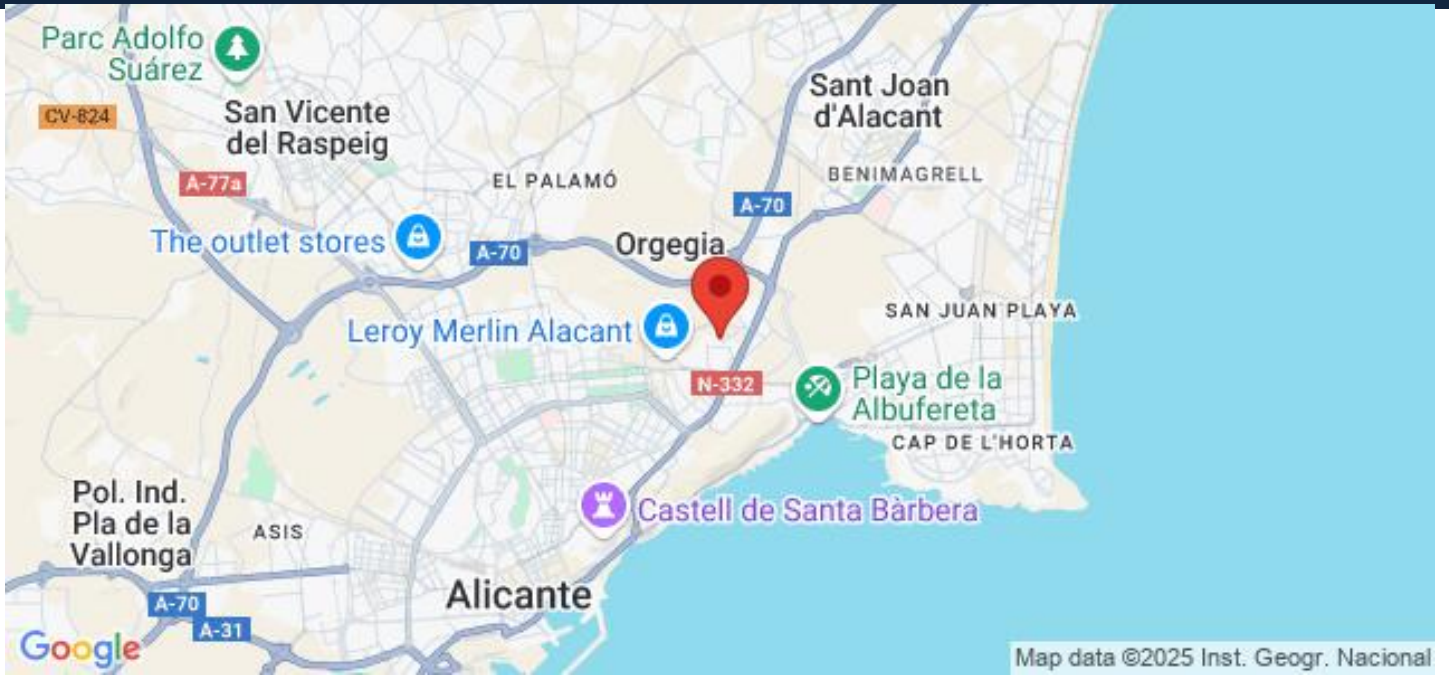 Parc Adolfo
Suárez
Sant Joan
d'Alacant
CV-824
San Vicente
del Raspeig
A-77a
EL PALAMÓ
BENIMAGRELL
A-70
The outlet stores
A-70
Orgegia
SAN JUAN PLAYA
Leroy Merlin Alacant
N-332
Playa de la
Albufereta
CAP DE L'HORTA
Pol. Ind.
Pla de la
Vallonga
ASIS
Castell de Santa Bàrbera
Alicante
A-70
A-31
Google
Map data ©2025 Inst. Geogr. Nacional